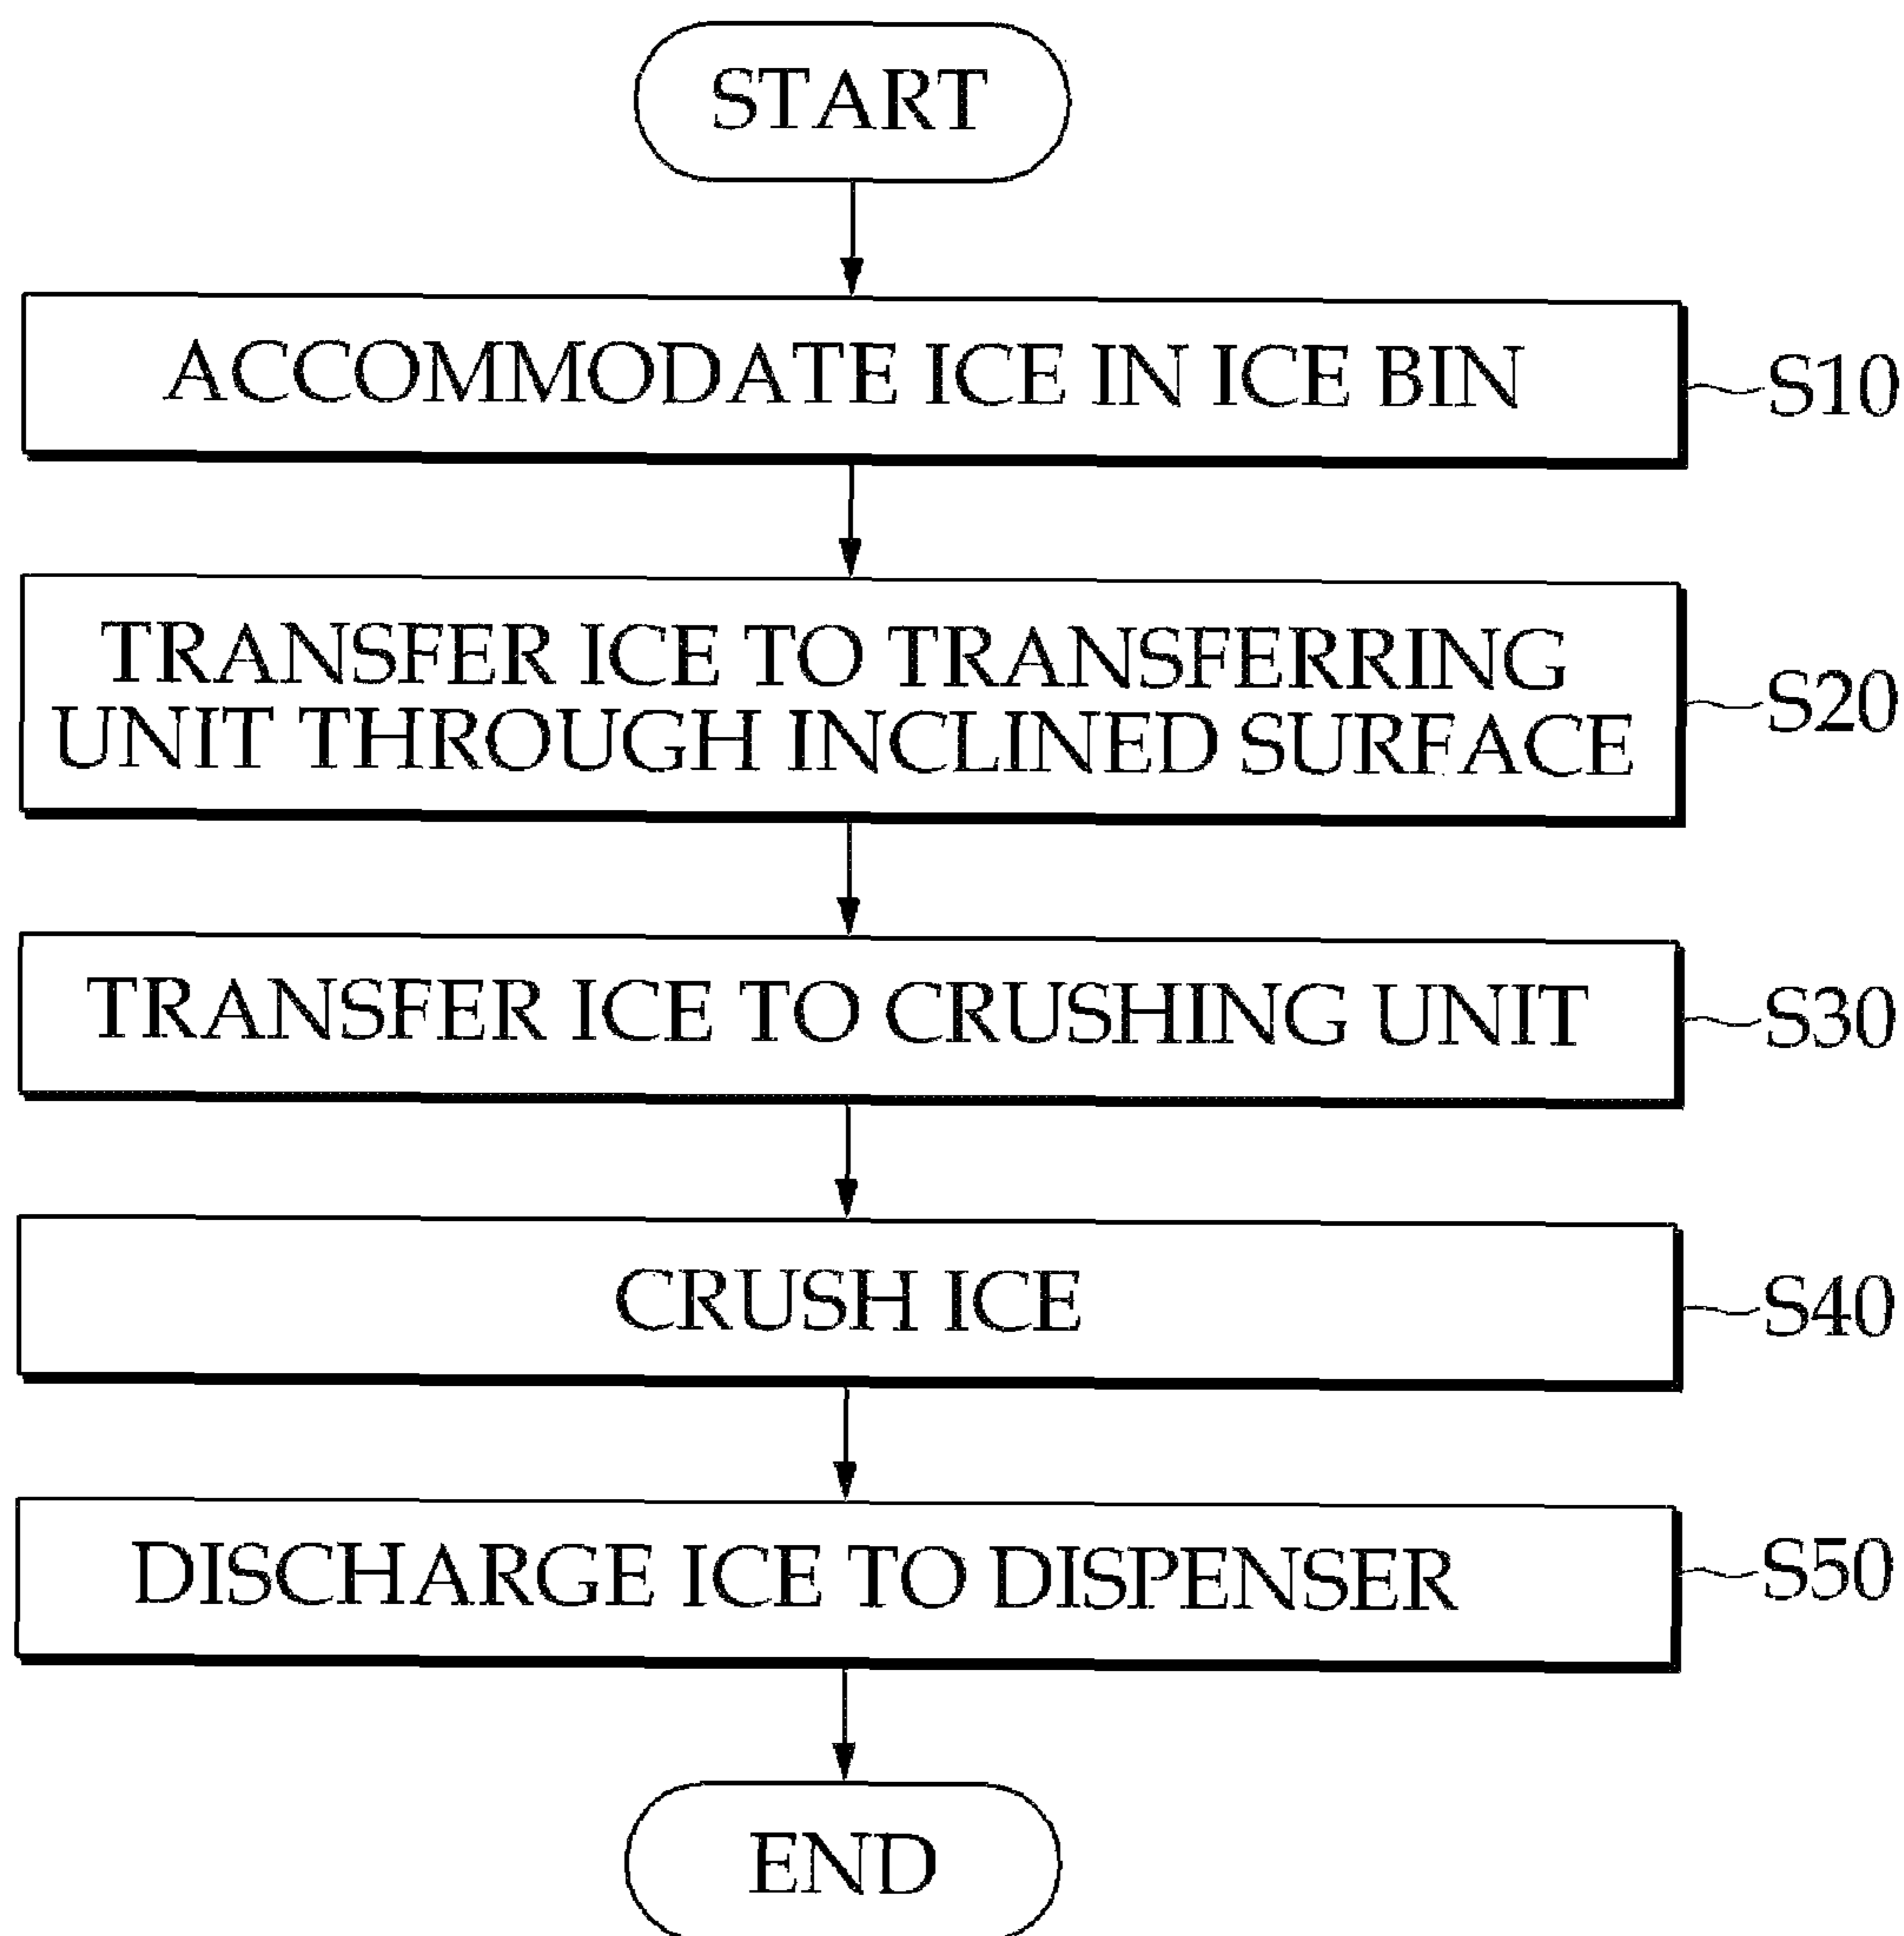 START
ACCOMMODATE ICE IN ICE BIN
S10
TRANSFER ICE TO TRANSFERRING
UNIT THROUGH INCLINED SURFACE
S20
TRANSFER ICE TO CRUSHING UNIT
S30
CRUSH ICE
S40
DISCHARGE ICE TO DISPENSER
S50
END